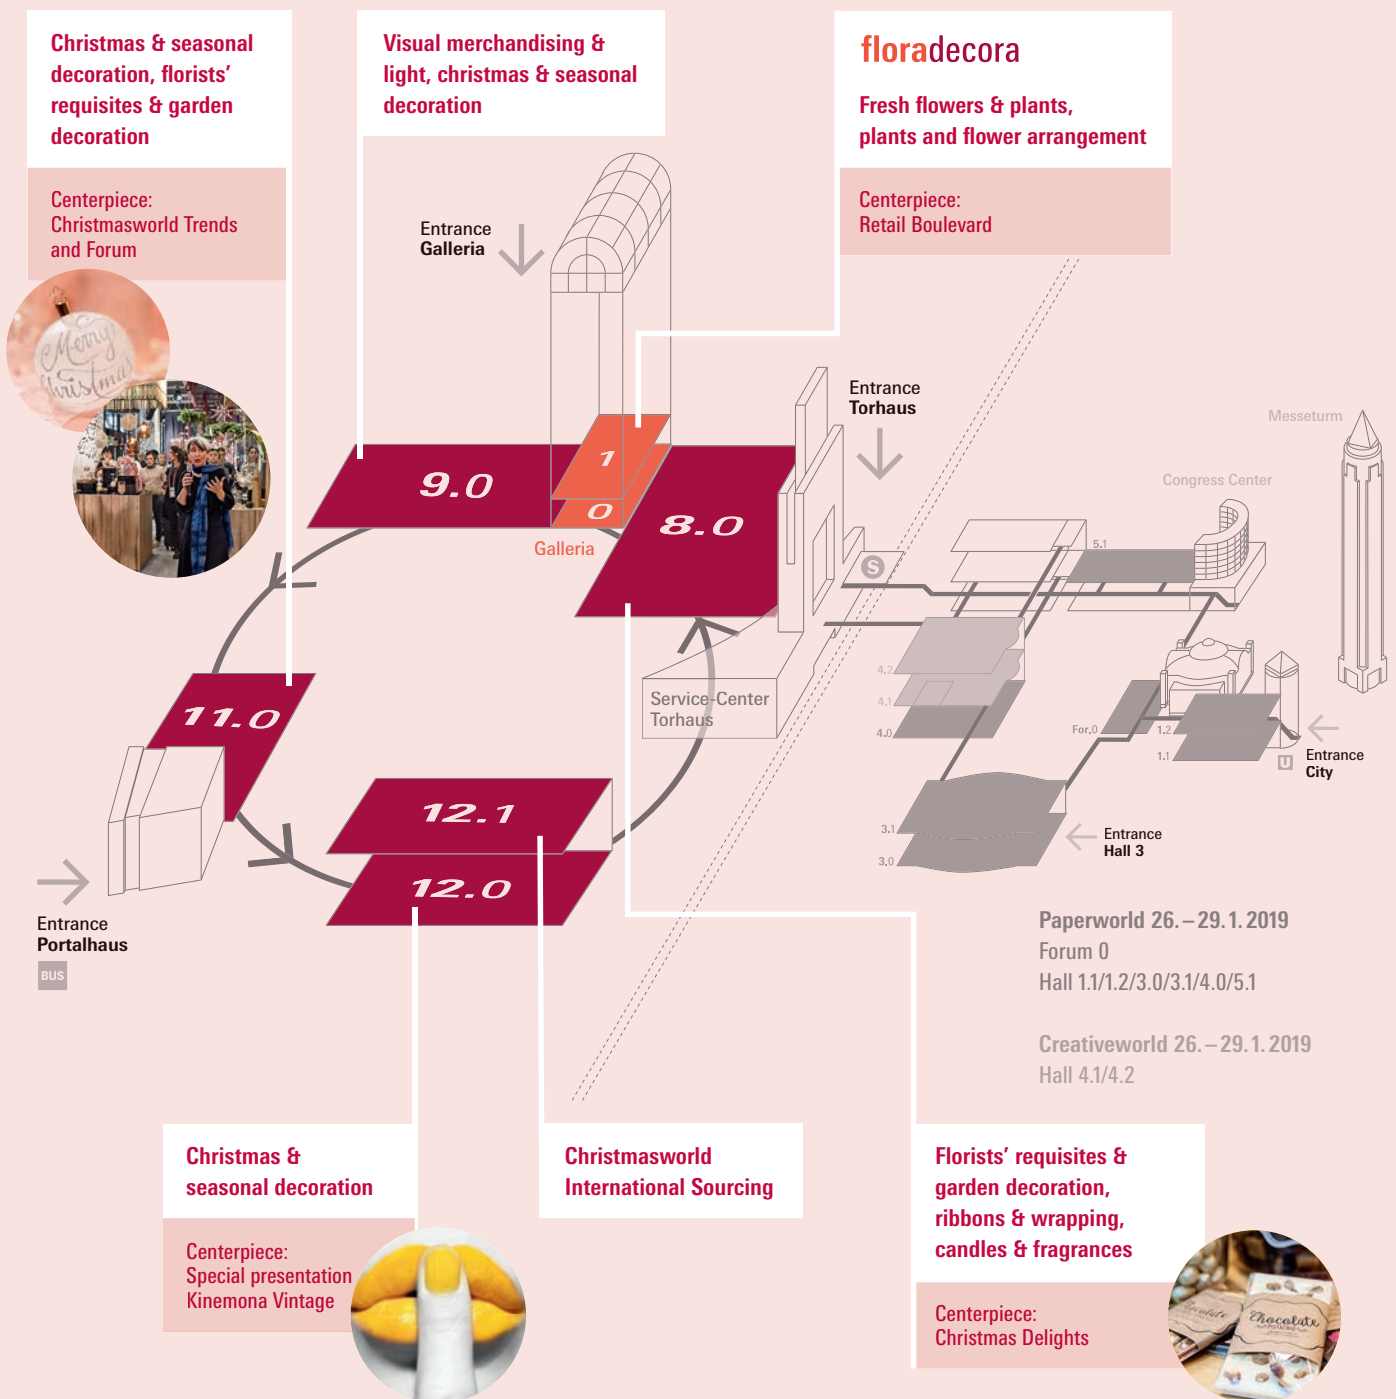 Christmas & seasonal
decoration, florists’
requisites & garden
decoration
Centerpiece:
Christmasworld Trends
and Forum
Merry
Christmas
Visual merchandising &
light, christmas & seasonal
decoration
floradecora
Fresh flowers & plants,
plants and flower arrangement
Centerpiece:
Retail Boulevard
Entrance
Galleria
Entrance
Torhaus
Messeturm
Congress Center
9.0
1
0
8.0
Galleria
S
5.1
4.2
4.1
4.0
Service-Center
Torhaus
11.0
For.0
1.2
1.1
U
Entrance
City
12.1
12.0
3.1
3.0
Entrance
Hall 3
Entrance
Portalhaus
BUS
Paperworld 26. – 29. 1. 2019
Forum 0
Hall 1.1/1.2/3.0/3.1/4.0/5.1
Creativeworld 26. – 29. 1. 2019
Hall 4.1/4.2
Christmas &
seasonal decoration
Centerpiece:
Special presentation
Kinemona Vintage
Christmasworld
International Sourcing
Florists’ requisites &
garden decoration,
ribbons & wrapping,
candles & fragrances
Centerpiece:
Christmas Delights
Chocolate